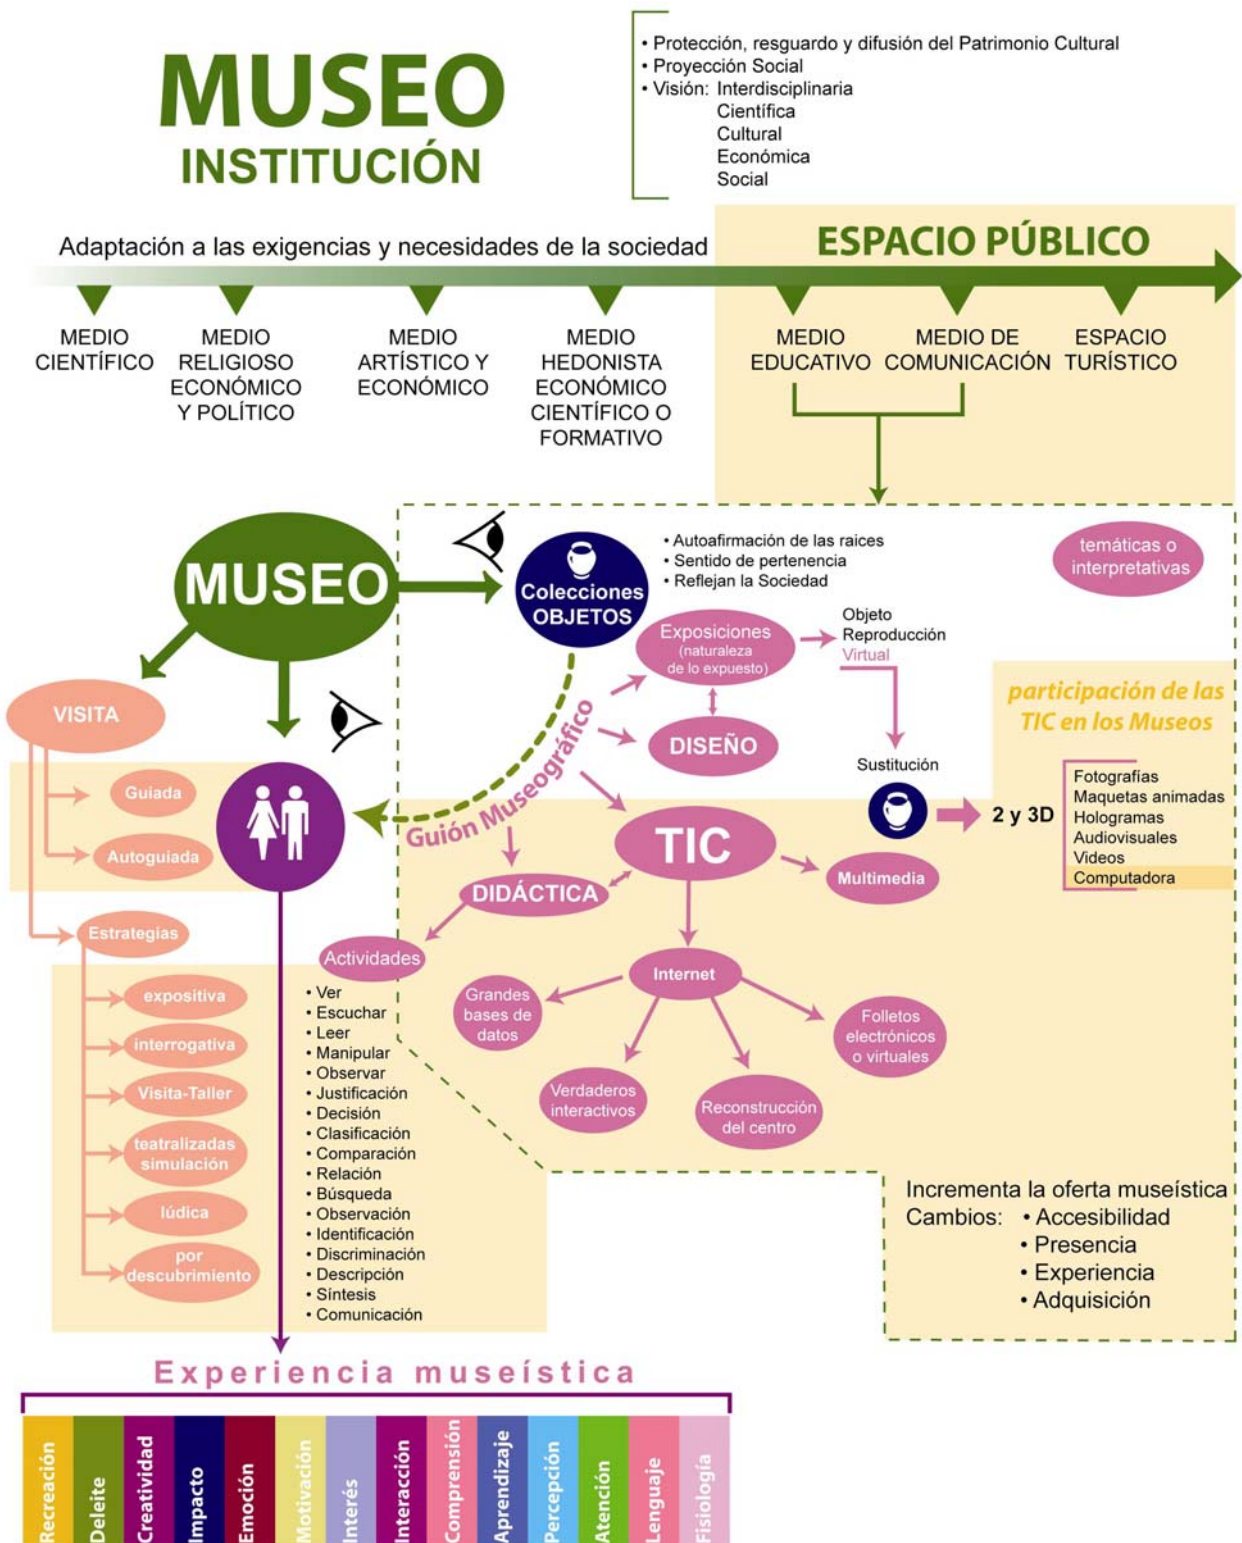 MUSEO
INSTITUCIÓN
• Protección, resguardo y difusión del Patrimonio Cultural
• Proyección Social
• Visión: Interdisciplinaria
Científica
Cultural
Económica
Social
Adaptación a las exigencias y necesidades de la sociedad
ESPACIO PÚBLICO
MEDIO
CIENTÍFICO
MEDIO
RELIGIOSO
ECONÓMICO
Y POLÍTICO
MEDIO
ARTÍSTICO Y
ECONÓMICO
MEDIO
HEDONISTA
ECONÓMICO
CIENTÍFICO O
FORMATIVO
MEDIO
EDUCATIVO
MEDIO DE
COMUNICACIÓN
ESPACIO
TURÍSTICO
MUSEO
Colecciones
OBJETOS
• Autoafirmación de las raices
• Sentido de pertenencia
• Reflejan la Sociedad
temáticas o
interpretativas
Exposiciones
(naturaleza
de lo expuesto)
Objeto
Reproducción
Virtual
DISEÑO
Guión Museográfico
participación de las
TIC en los Museos
Sustitución
2 y 3D
Fotografías
Maquetas animadas
Hologramas
Audiovisuales
Videos
Computadora
VISITA
Guiada
Autoguiada
Estrategias
expositiva
interrogativa
Visita-Taller
teatralizadas
simulación
lúdica
por
descubrimiento
TIC
Multimedia
DIDÁCTICA
Actividades
• Ver
• Escuchar
• Leer
• Manipular
• Observar
• Justificación
• Decisión
• Clasificación
• Comparación
• Relación
• Búsqueda
• Observación
• Identificación
• Discriminación
• Descripción
• Síntesis
• Comunicación
Internet
Grandes
bases de
datos
Verdaderos
interactivos
Reconstrucción
del centro
Folletos
electrónicos
o virtuales
Incrementa la oferta museística
Cambios: • Accesibilidad
• Presencia
• Experiencia
• Adquisición
Experiencia museística
Recreación
Deleite
Creatividad
Impacto
Emoción
Motivación
Interés
Interacción
Comprensión
Aprendizaje
Percepción
Atención
Lenguaje
Fisiología